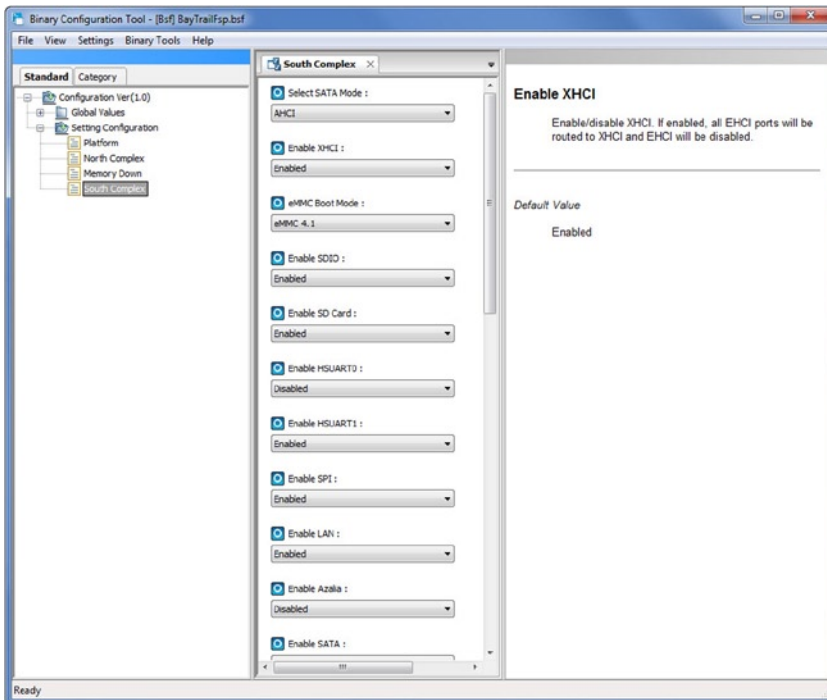 Binary Configuration Tool - [Bsf] BayTrailFsp.bsf
File View Settings Binary Tools Help
Standard Category
Configuration Ver(1.0)
Global Values
Setting Configuration
Platform
North Complex
Memory Down
South Complex
South Complex
Select SATA Mode :
AHCI
Enable XHCI :
Enabled
eMMC Boot Mode :
eMMC 4.1
Enable SDIO :
Enabled
Enable SD Card :
Enabled
Enable HSUART0 :
Disabled
Enable HSUART1 :
Enabled
Enable SPI :
Enabled
Enable LAN :
Enabled
Enable Azalia :
Disabled
Enable SATA :
Enable XHCI
Enable/disable XHCI. If enabled, all EHCI ports will be
routed to XHCI and EHCI will be disabled.
Default Value
Enabled
Ready